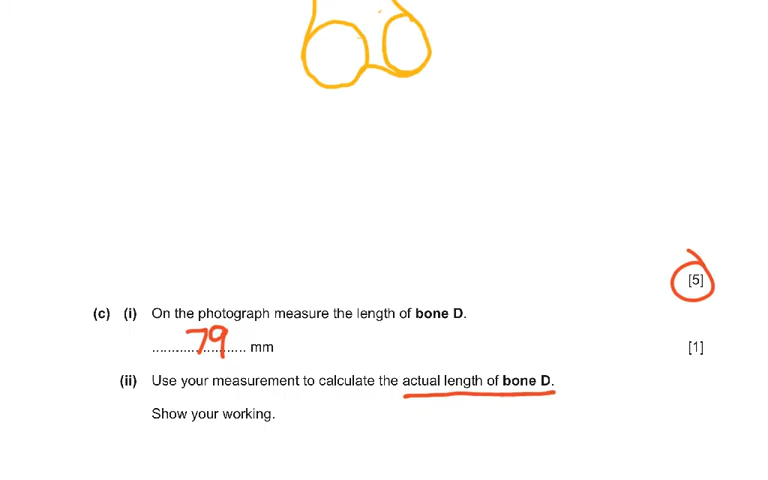 [5]
(c) (i) On the photograph measure the length of bone D.
79 mm [1]
(ii) Use your measurement to calculate the actual length of bone D.
Show your working.